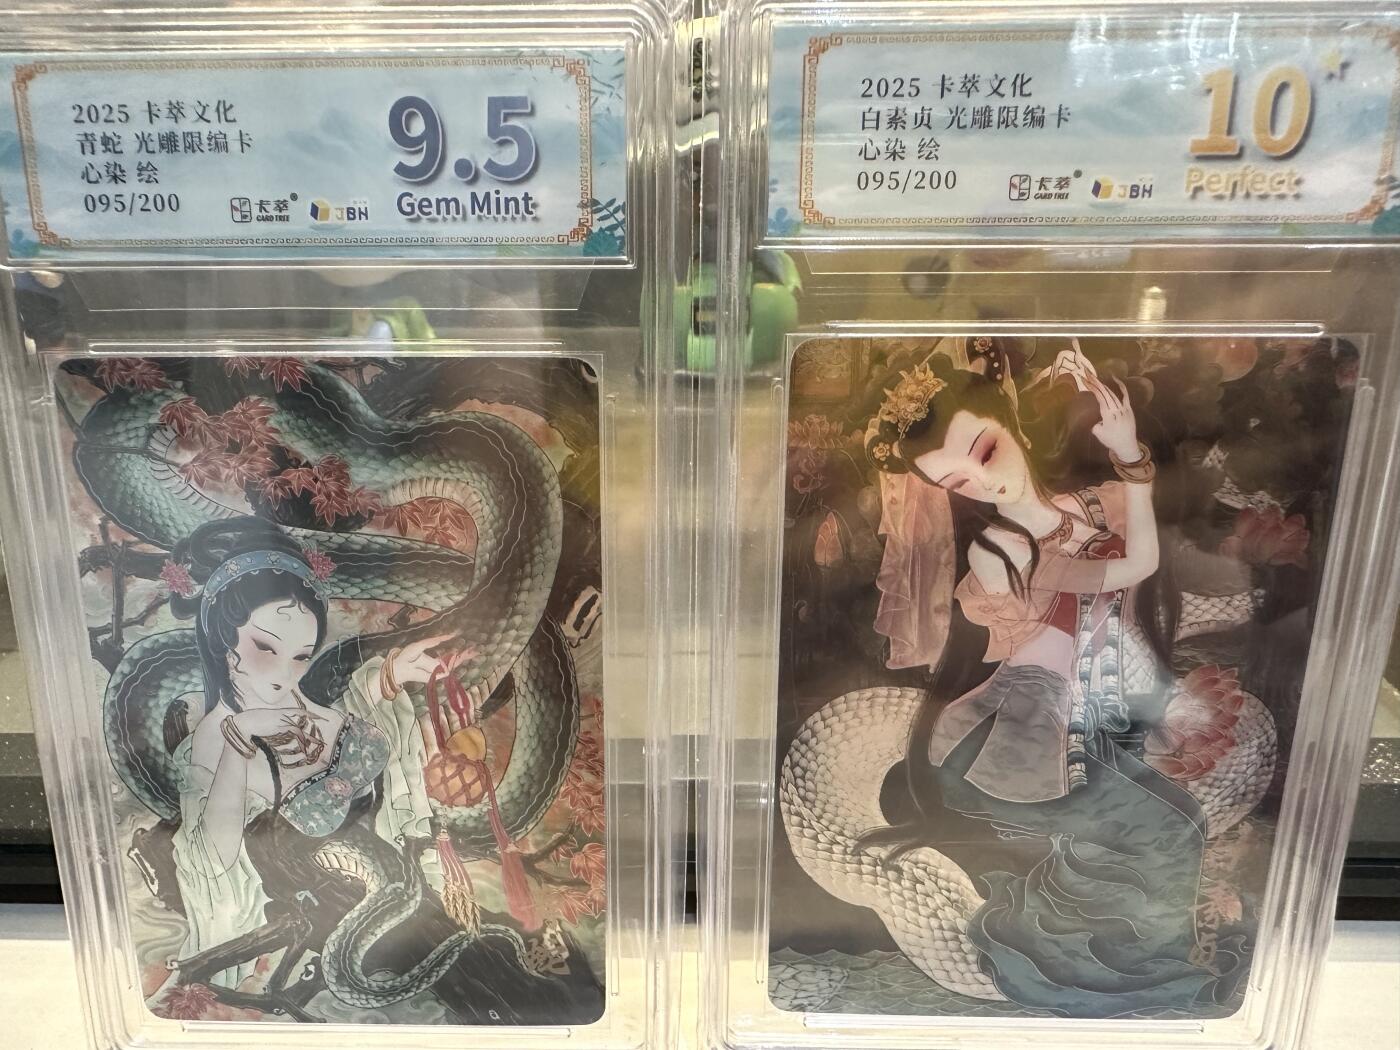 2025 卡萃文化
青蛇 光雕限编卡
心染 绘
095/200
卡萃®
CARD TREE
JBH
9.5
Gem Mint
2025 卡萃文化
白素贞 光雕限编卡
心染 绘
095/200
卡萃®
CARD TREE
JBH
10
Perfect
蛇